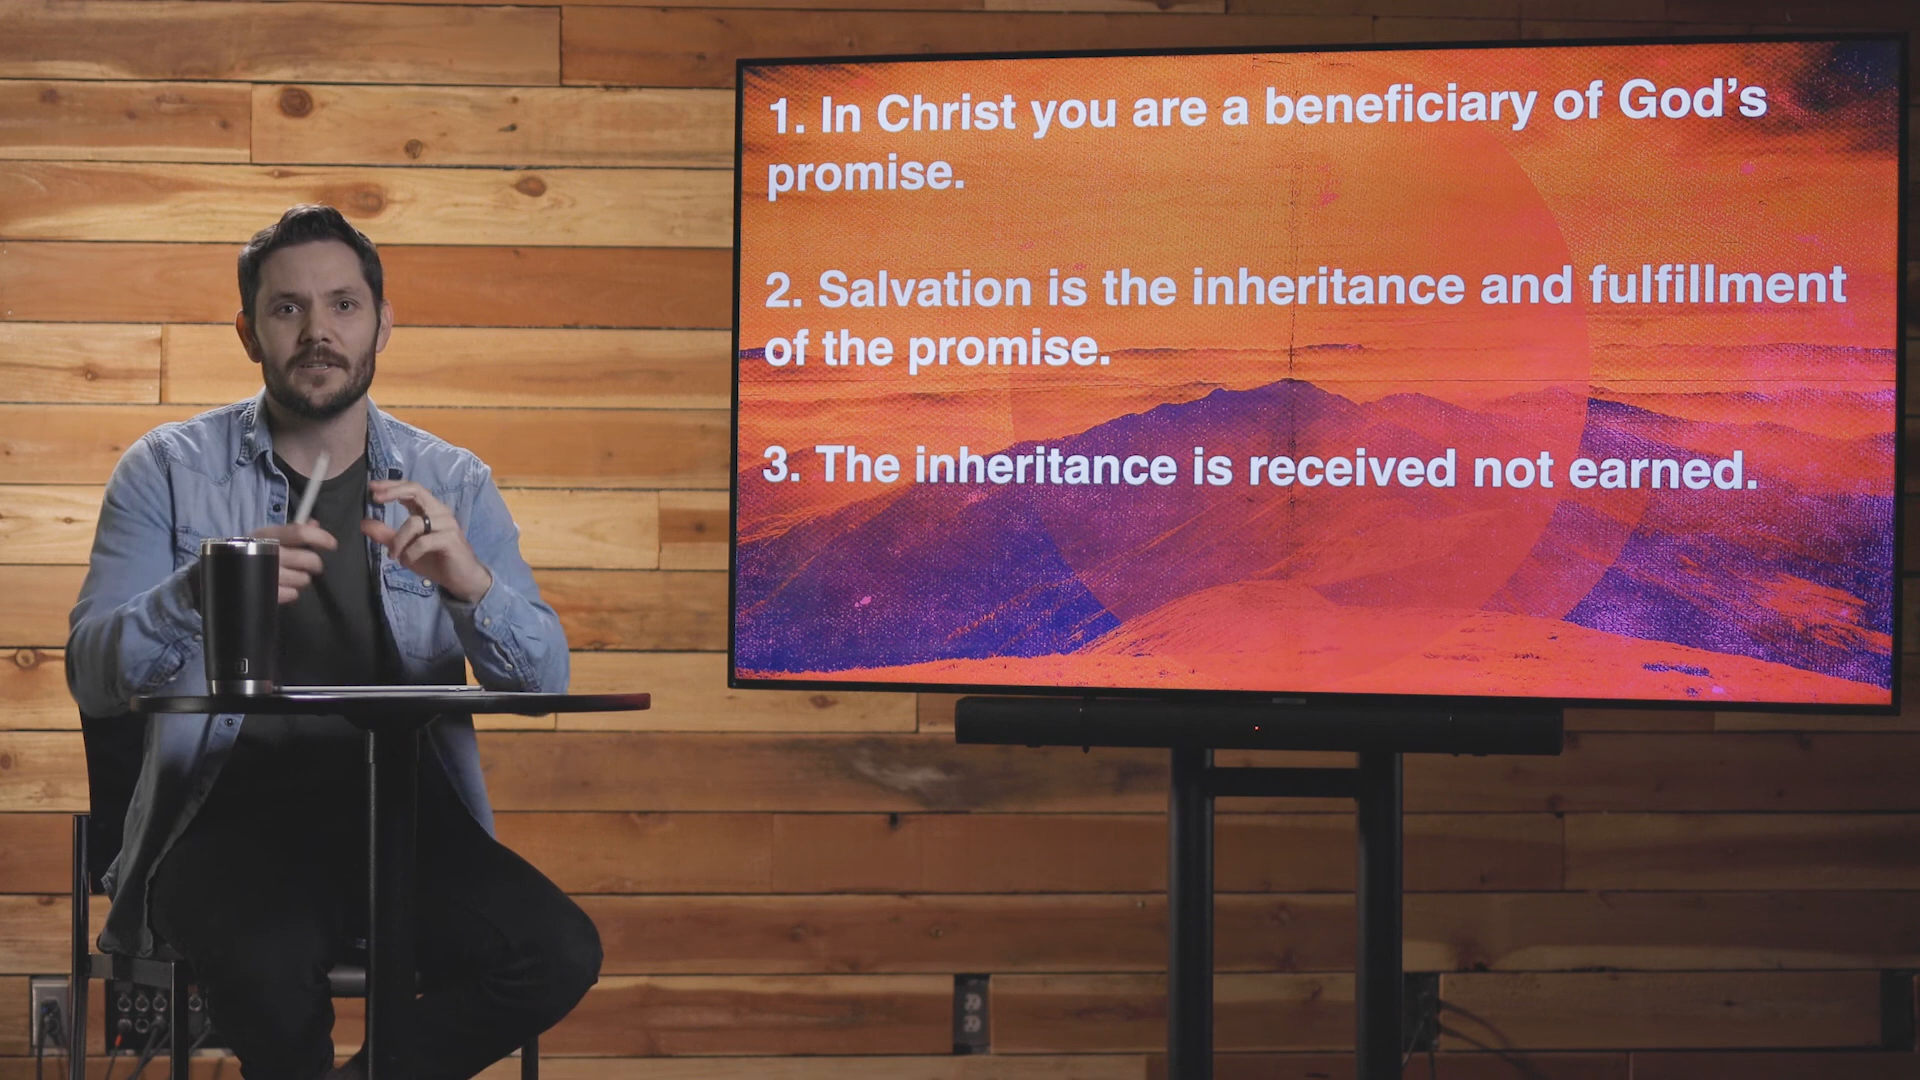 1. In Christ you are a beneficiary of God’s
promise.
2. Salvation is the inheritance and fulfillment
of the promise.
3. The inheritance is received not earned.